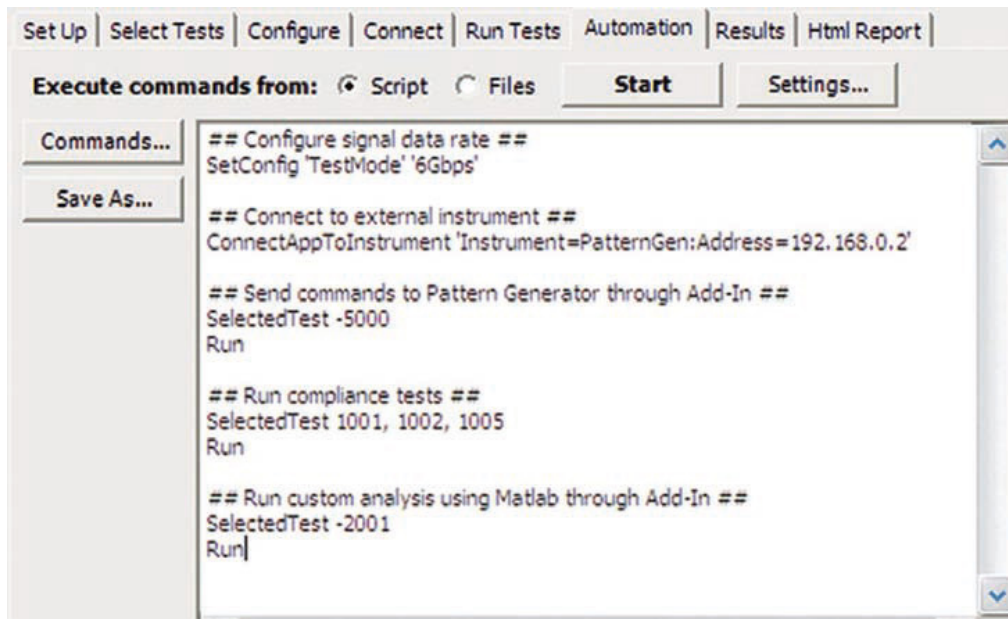 Set Up Select Tests Configure Connect Run Tests Automation Results Html Report
Execute commands from: Script Files Start Settings...
Commands...
Save As...
## Configure signal data rate ##
SetConfig 'TestMode' '6Gbps'
## Connect to external instrument ##
ConnectAppToInstrument 'Instrument=PatternGen:Address=192.168.0.2'
## Send commands to Pattern Generator through Add-In ##
SelectedTest -5000
Run
## Run compliance tests ##
SelectedTest 1001, 1002, 1005
Run
## Run custom analysis using Matlab through Add-In ##
SelectedTest -2001
Run